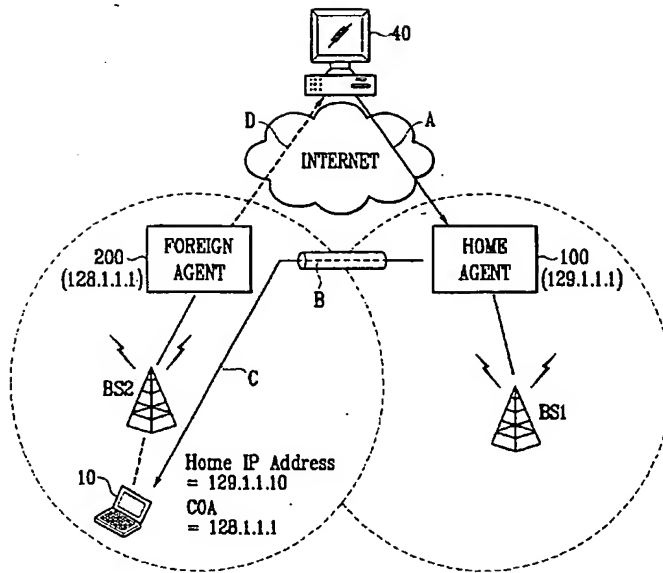 40
D
A
INTERNET
FOREIGN
AGENT
200
(128.1.1.1)
HOME
AGENT
100
(129.1.1.1)
B
C
BS2
BS1
10
Home IP Address
= 129.1.1.10
COA
= 128.1.1.1